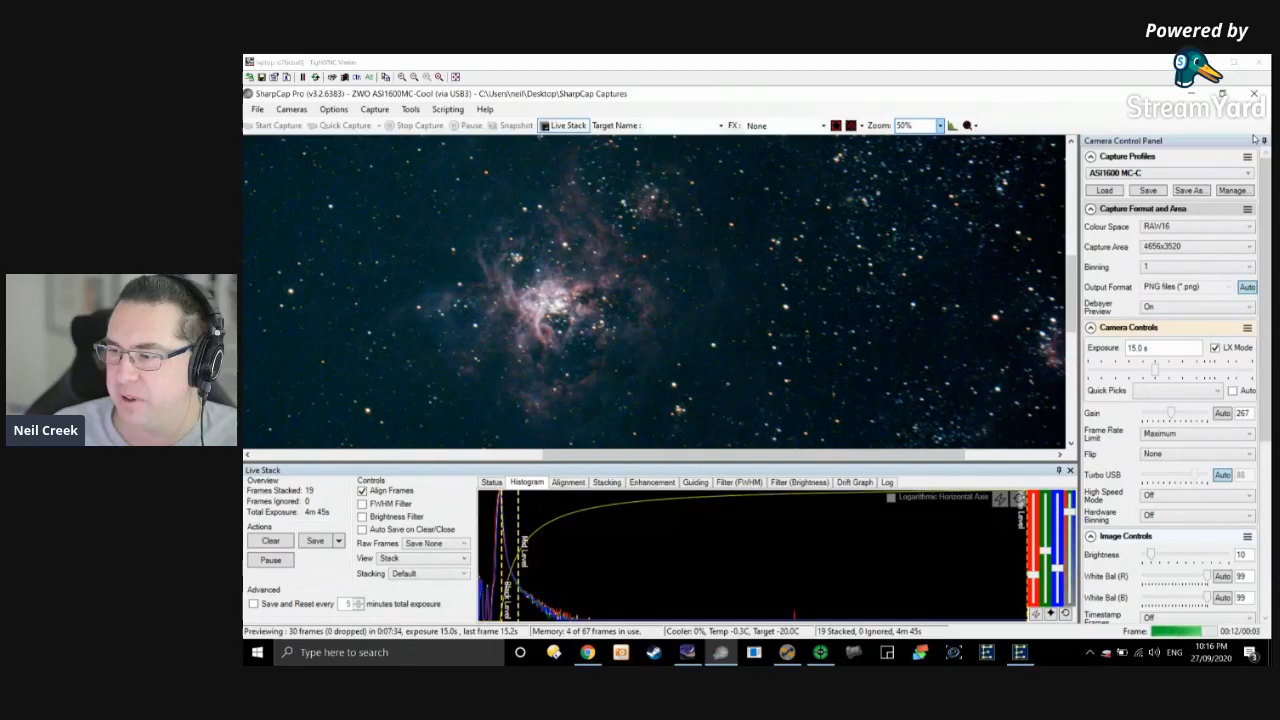 Powered by
StreamYard
TightVNC Viewer
SharpCap Pro (v3.2.6383) - ZWO ASI1600MC-Cool (via USB3) - C:\Users\neil\Desktop\SharpCap Captures
File Cameras Options Capture Tools Scripting Help
Start Capture Quick Capture Stop Capture Pause Snapshot Live Stack Target Name : FX: None Zoom: 50%
Camera Control Panel
Capture Profiles
ASI1600 MC-C
Load Save Save As... Manage...
Capture Format and Area
Colour Space RAW16
Capture Area 4656x3520
Binning 1
Output Format PNG files (*.png) Auto
Debayer Preview On
Camera Controls
Exposure 15.0 s LX Mode
Quick Picks Auto
Gain Auto 267
Frame Rate Limit Maximum
Flip None
Turbo USB Auto
High Speed Mode Off
Hardware Binning Off
Image Controls
Brightness 10
White Bal (R) Auto 99
White Bal (B) Auto 99
Timestamp Frames Off
Neil Creek
Live Stack
Overview
Frames Stacked: 19
Frames Ignored: 0
Total Exposure: 4m 45s
Actions
Clear Save
Pause
Advanced
Save and Reset every 5 minutes total exposure
Controls
Align Frames
FWHM Filter
Brightness Filter
Auto Save on Clear/Close
Raw Frames Save None
View Stack
Stacking Default
Status Histogram Alignment Stacking Enhancement Guiding Filter (FWHM) Filter (Brightness) Drift Graph Log
Logarithmic Horizontal Axis
Black Level
Mid Level
Previewing : 30 frames (0 dropped) in 0:07:34, exposure 15.0s , last frame 15.2s Memory: 4 of 67 frames in use. Cooler: 0%, Temp -0.3C, Target -20.0C 19 Stacked, 0 Ignored, 4m 45s Frame: 00:12/00:03
Type here to search
ENG
10:16 PM
27/09/2020